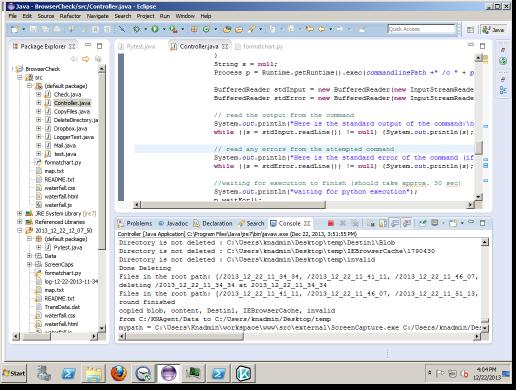 Java - BrowserCheck/src/Controller.java - Eclipse
File Edit Source Refactor Navigate Search Project Run Window Help
Quick Access
Java
Package Explorer
BrowserCheck
src
(default package)
Check.java
Controller.java
CopyFiles.java
DeleteDirectory.ja
Dropbox.java
LoggerTest.java
Mail.java
test.java
formatchart.py
map.txt
README.txt
waterfall.css
waterfall.html
waterfall.js
JRE System Library [jre7]
Referenced Libraries
2013_12_22_12_07_50
(default package)
Pytest.java
Data
ScreenCaps
formatchart.py
log-12-22-2013-11-34
map.txt
README.txt
TransData.dat
waterfall.css
waterfall.html
Pytest.java
Controller.java
formatchart.py
}
String s = null;
Process p = Runtime.getRuntime().exec(commandlinePath +" /c " + p
BufferedReader stdInput = new BufferedReader(new InputStreamRea
BufferedReader stdError = new BufferedReader(new InputStreamRea
// read the output from the command
System.out.println("Here is the standard output of the command:\n
while ((s = stdInput.readLine()) != null) {System.out.println(s);
// read any errors from the attempted command
System.out.println("Here is the standard error of the command (if
while ((s = stdError.readLine()) != null) {System.out.println(s);
//waiting for execution to finish (should take approx. 30 sec)
System.out.println("waiting for python execution");
p.waitFor();
Problems Javadoc Declaration Search Console
Controller [Java Application] C:\Program Files\Java\jre7\bin\javaw.exe (Dec 22, 2013, 3:51:55 PM)
Directory is not deleted : C:\Users\knadmin\Desktop\temp\Destin1\Blob
Directory is not deleted : C:\Users\knadmin\Desktop\temp\IEBrowserCache\1790430
Directory is not deleted : C:\Users\knadmin\Desktop\temp\invalid
Done Deleting
Files in the root path: [/2013_12_22_11_34_34, /2013_12_22_11_41_11, /2013_12_22_11_46_07,
deleting /2013_12_22_11_34_34 at 2013_12_22_11_34_34
Files in the root path: [/2013_12_22_11_41_11, /2013_12_22_11_46_07, /2013_12_22_11_51_13,
round finished
copied blob, content, Destin1, IEBrowserCache, invalid
from C:/KNAgent/Data to C:/Users/knadmin/Desktop/temp
mypath = C:\Users\Knadmin\workspace\www\src\external\ScreenCapture.exe C:/Users/knadmin/Des
Start
4:04 PM
12/22/2013